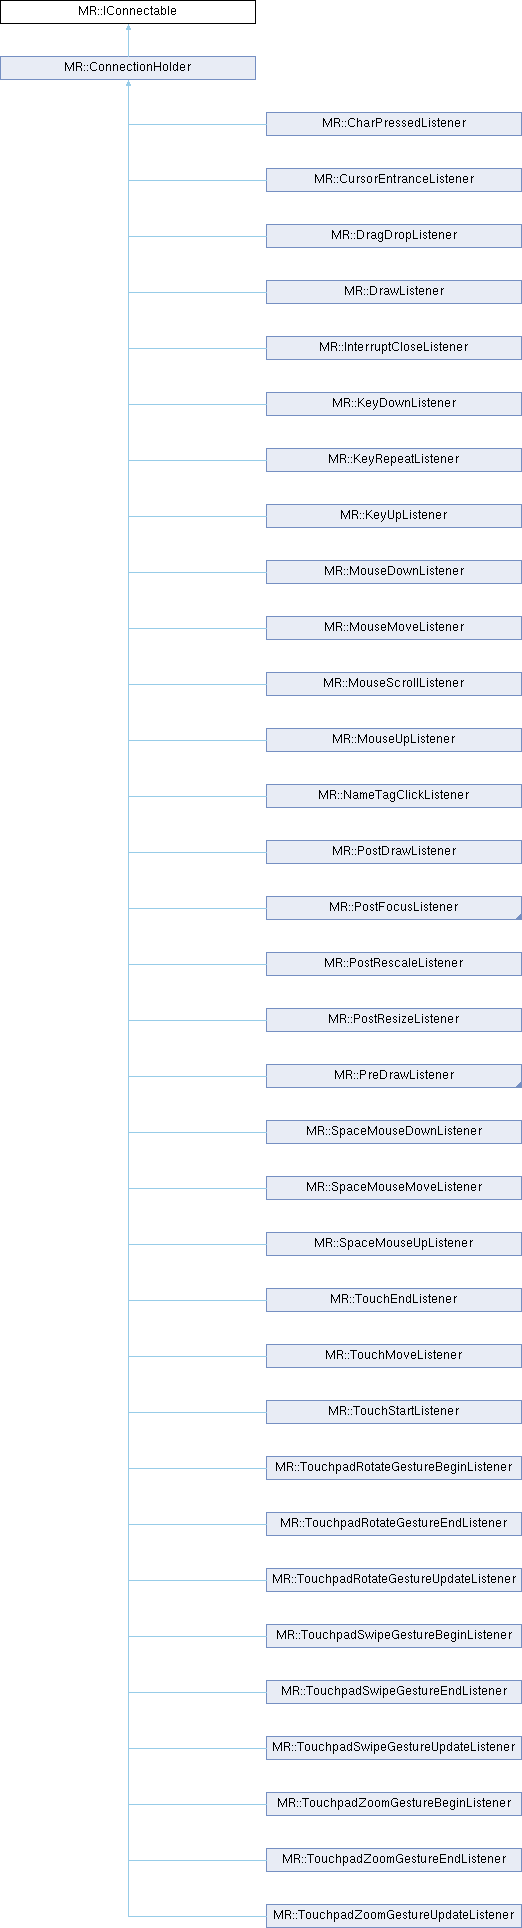 MR::IConnectable
MR::ConnectionHolder
MR::CharPressedListener
MR::CursorEntranceListener
MR::DragDropListener
MR::DrawListener
MR::InterruptCloseListener
MR::KeyDownListener
MR::KeyRepeatListener
MR::KeyUpListener
MR::MouseDownListener
MR::MouseMoveListener
MR::MouseScrollListener
MR::MouseUpListener
MR::NameTagClickListener
MR::PostDrawListener
MR::PostFocusListener
MR::PostRescaleListener
MR::PostResizeListener
MR::PreDrawListener
MR::SpaceMouseDownListener
MR::SpaceMouseMoveListener
MR::SpaceMouseUpListener
MR::TouchEndListener
MR::TouchMoveListener
MR::TouchStartListener
MR::TouchpadRotateGestureBeginListener
MR::TouchpadRotateGestureEndListener
MR::TouchpadRotateGestureUpdateListener
MR::TouchpadSwipeGestureBeginListener
MR::TouchpadSwipeGestureEndListener
MR::TouchpadSwipeGestureUpdateListener
MR::TouchpadZoomGestureBeginListener
MR::TouchpadZoomGestureEndListener
MR::TouchpadZoomGestureUpdateListener